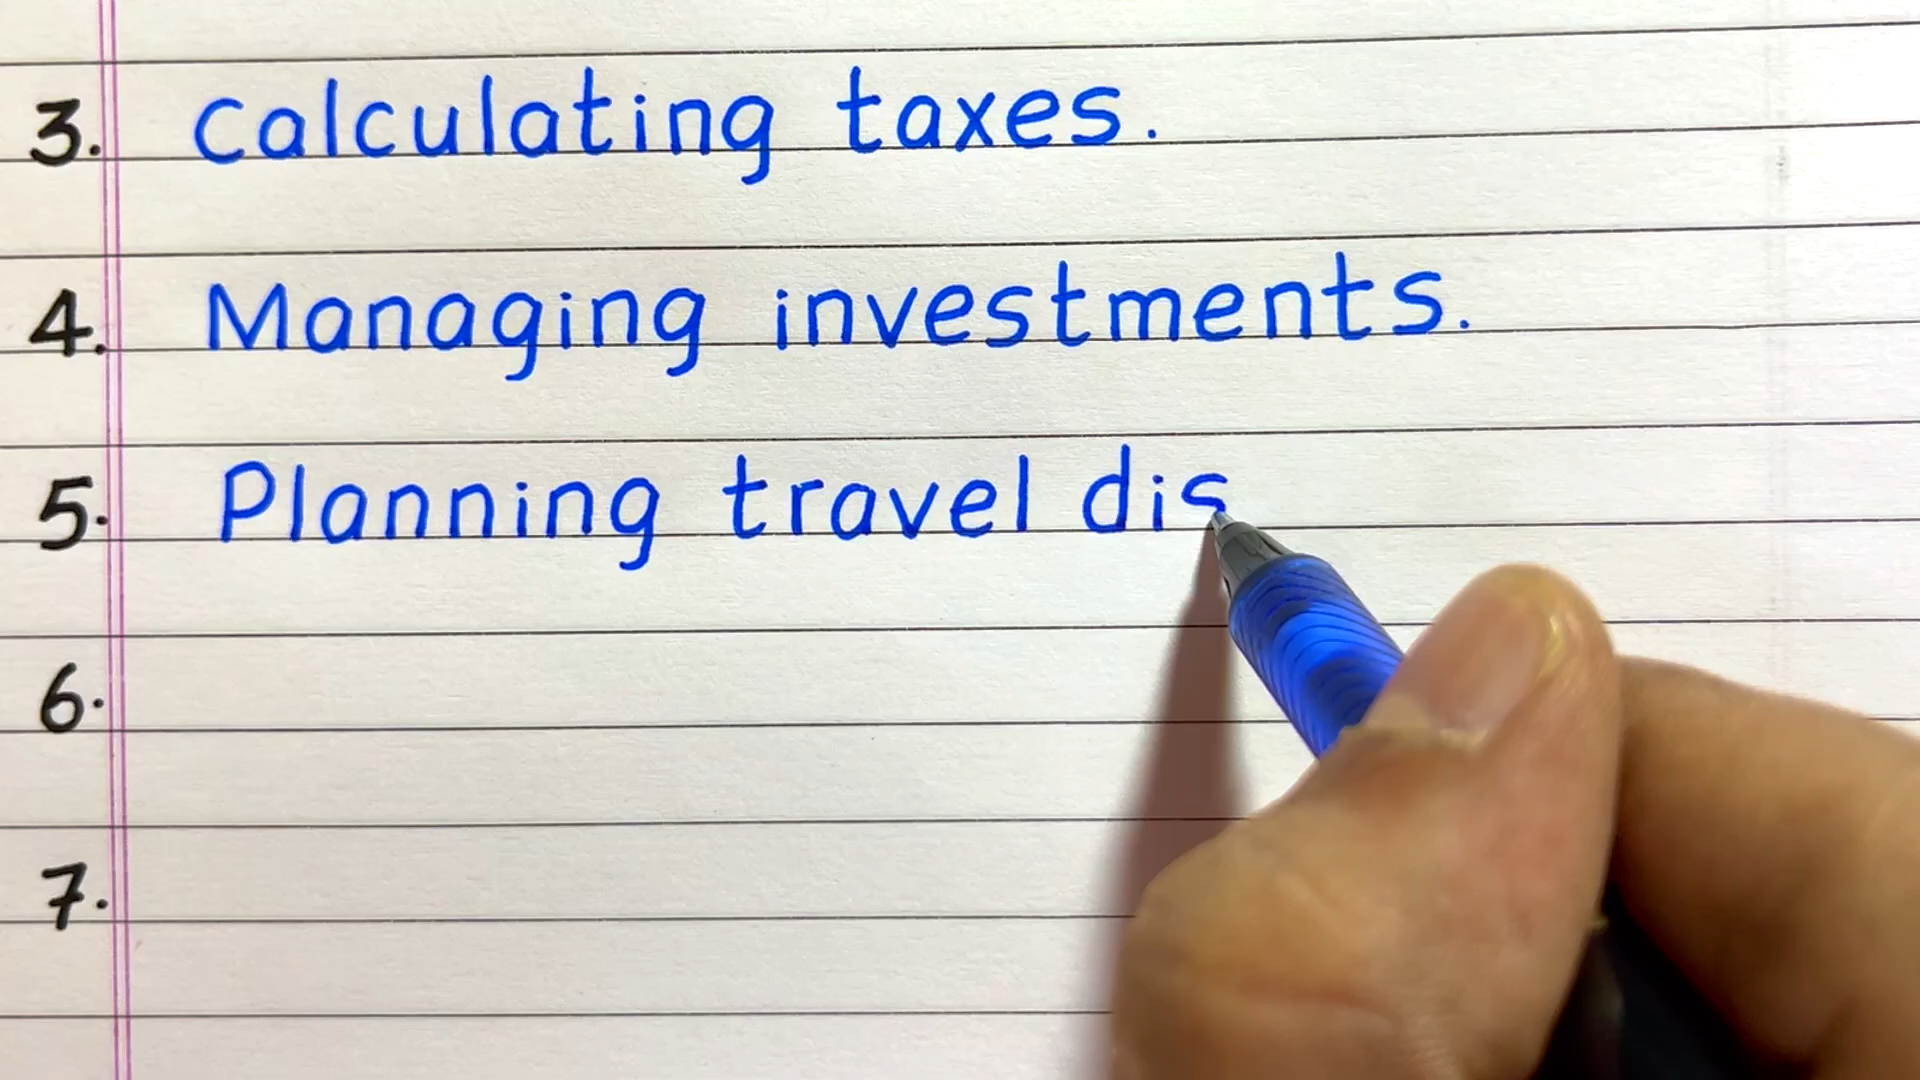 3. Calculating taxes.
4. Managing investments.
5. Planning travel dis
6.
7.